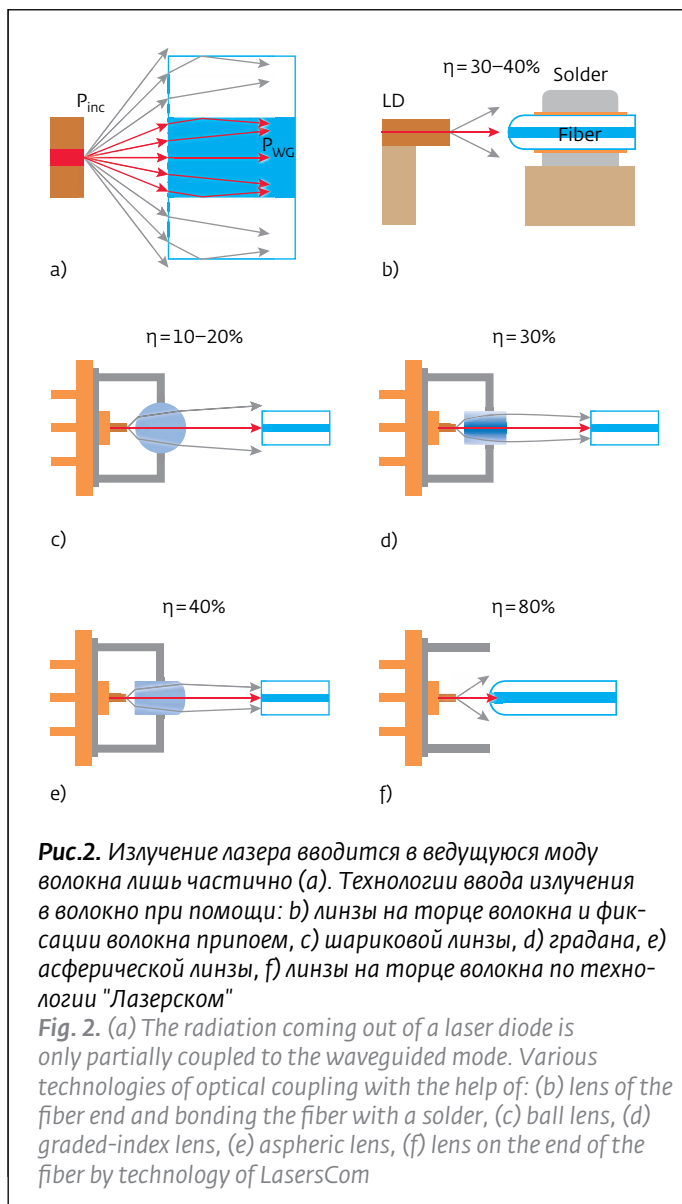 P_inc
P_WG
a)
η=30–40%
LD
Solder
Fiber
b)
η=10–20%
c)
η=30%
d)
η=40%
e)
η=80%
f)
Рис.2. Излучение лазера вводится в ведущуюся моду
волокна лишь частично (a). Технологии ввода излучения
в волокно при помощи: b) линзы на торце волокна и фик-
сации волокна припоем, c) шариковой линзы, d) градана, e)
асферической линзы, f) линзы на торце волокна по техно-
логии "Лазерском"
Fig. 2. (a) The radiation coming out of a laser diode is
only partially coupled to the waveguided mode. Various
technologies of optical coupling with the help of: (b) lens of the
fiber end and bonding the fiber with a solder, (c) ball lens, (d)
graded-index lens, (e) aspheric lens, (f) lens on the end of the
fiber by technology of LasersCom